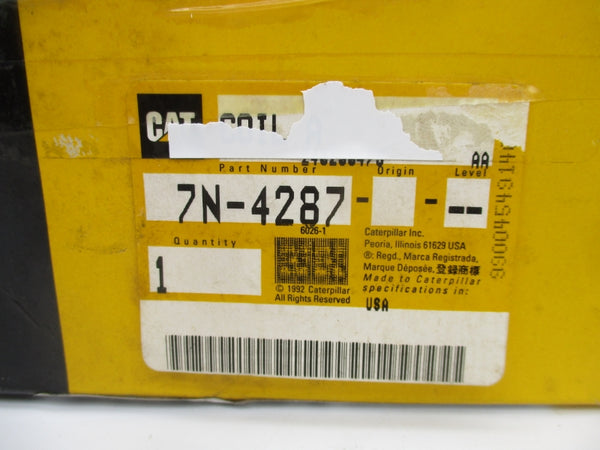 CAT COIL
AA
Part Number Origin Level
7N-4287- - --
6026-1
Quantity
1
Caterpillar Inc.
Peoria, Illinois 61629 USA
®: Regd., Marca Registrada,
Marque Déposée, 登録商標
Made to Caterpillar
specifications in:
USA
© 1992 Caterpillar
All Rights Reserved